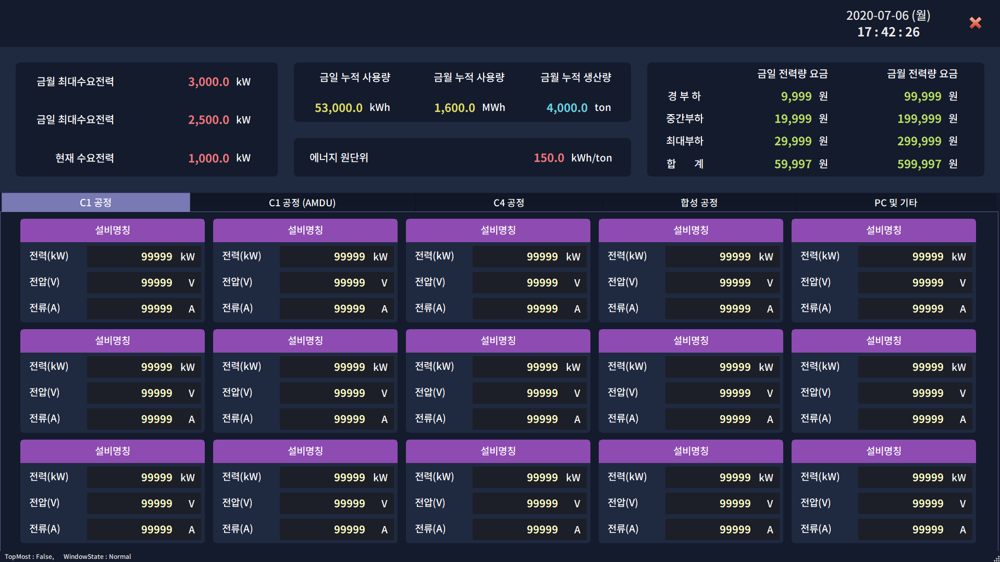 2020-07-06 (월)
17 : 42 : 26
금월 최대수요전력 3,000.0 kW
금일 최대수요전력 2,500.0 kW
현재 수요전력 1,000.0 kW
금일 누적 사용량 금월 누적 사용량 금월 누적 생산량
53,000.0 kWh 1,600.0 MWh 4,000.0 ton
에너지 원단위 150.0 kWh/ton
금일 전력량 요금 금월 전력량 요금
경 부 하 9,999 원 99,999 원
중간부하 19,999 원 199,999 원
최대부하 29,999 원 299,999 원
합 계 59,997 원 599,997 원
C1 공정 C1 공정 (AMDU) C4 공정 합성 공정 PC 및 기타
설비명칭 설비명칭 설비명칭 설비명칭 설비명칭
전력(kW) 99999 kW 전력(kW) 99999 kW 전력(kW) 99999 kW 전력(kW) 99999 kW 전력(kW) 99999 kW
전압(V) 99999 V 전압(V) 99999 V 전압(V) 99999 V 전압(V) 99999 V 전압(V) 99999 V
전류(A) 99999 A 전류(A) 99999 A 전류(A) 99999 A 전류(A) 99999 A 전류(A) 99999 A
설비명칭 설비명칭 설비명칭 설비명칭 설비명칭
전력(kW) 99999 kW 전력(kW) 99999 kW 전력(kW) 99999 kW 전력(kW) 99999 kW 전력(kW) 99999 kW
전압(V) 99999 V 전압(V) 99999 V 전압(V) 99999 V 전압(V) 99999 V 전압(V) 99999 V
전류(A) 99999 A 전류(A) 99999 A 전류(A) 99999 A 전류(A) 99999 A 전류(A) 99999 A
설비명칭 설비명칭 설비명칭 설비명칭 설비명칭
전력(kW) 99999 kW 전력(kW) 99999 kW 전력(kW) 99999 kW 전력(kW) 99999 kW 전력(kW) 99999 kW
전압(V) 99999 V 전압(V) 99999 V 전압(V) 99999 V 전압(V) 99999 V 전압(V) 99999 V
전류(A) 99999 A 전류(A) 99999 A 전류(A) 99999 A 전류(A) 99999 A 전류(A) 99999 A
TopMost : False, WindowState : Normal